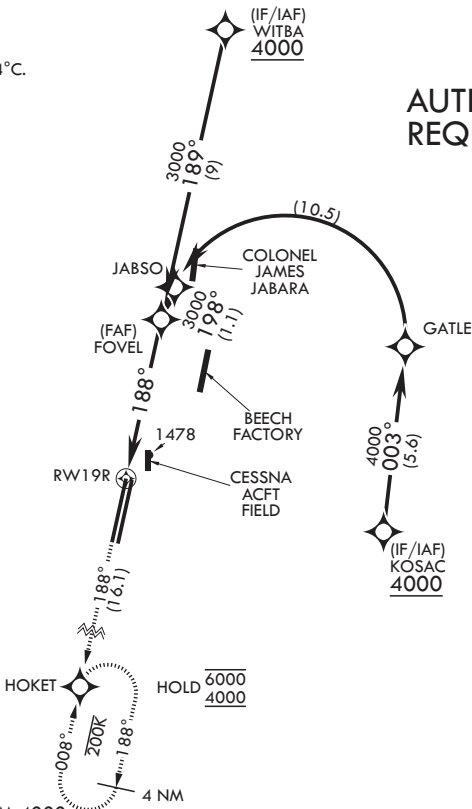 (IF/IAF)
WITBA
4000
4°C.
AUTH
REQ
3000
189°
(9)
(10.5)
COLONEL
JAMES
JABARA
JABSO
3000
198°
(1.1)
(FAF)
FOVEL
GATLE
188°
BEECH
FACTORY
4000
003°
(5.6)
1478
RW19R
CESSNA
ACFT
FIELD
(IF/IAF)
KOSAC
4000
188°
(16.1)
HOKET
HOLD 6000
4000
008°
200K
188°
4 NM